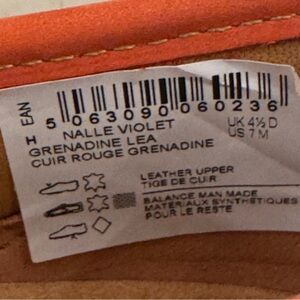 EAN
H
5 063090 060236
NALLE VIOLET
GRENADINE LEA
CUIR ROUGE GRENADINE
UK 4½ D
US 7 M
LEATHER UPPER
TIGE DE CUIR
BALANCE MAN MADE
MATERIAUX SYNTHETIQUES
POUR LE RESTE